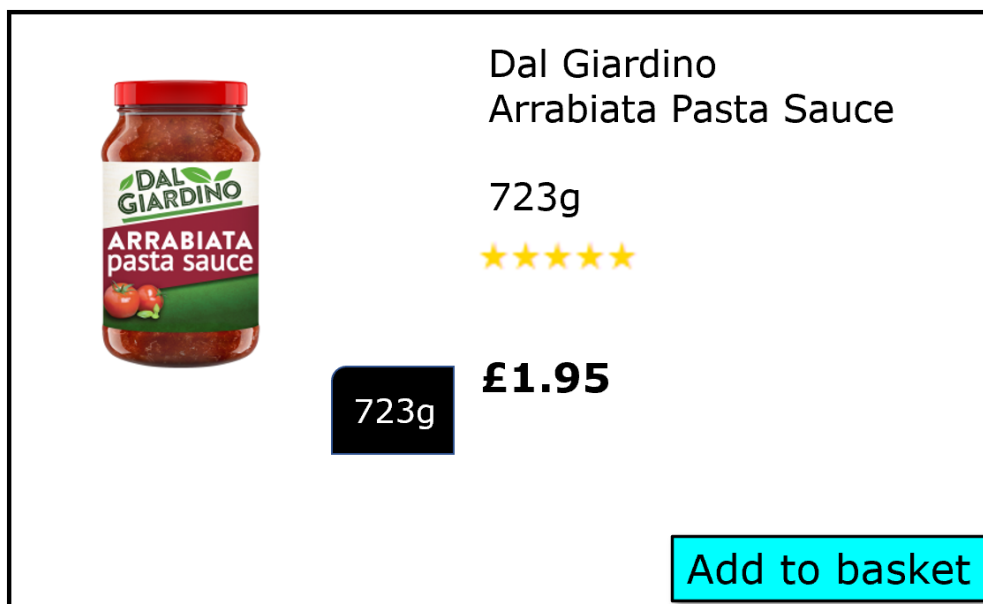 Dal Giardino
Arrabiata Pasta Sauce
723g
DAL
GIARDINO
ARRABIATA
pasta sauce
£1.95
723g
Add to basket